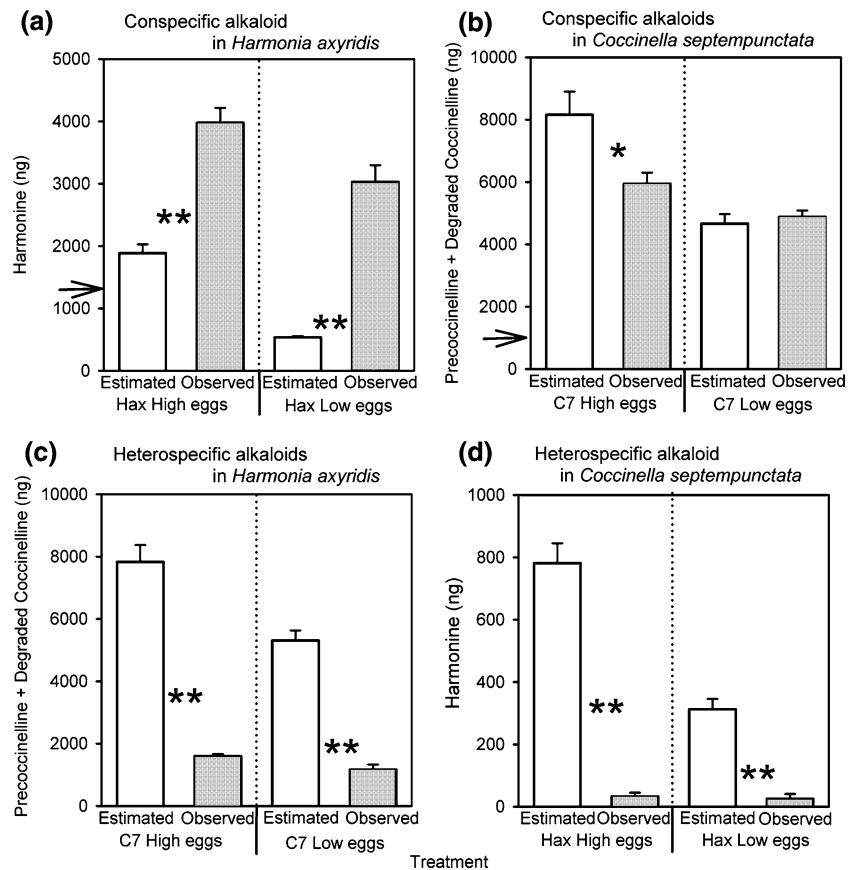 (a)
Conspecific alkaloid
in Harmonia axyridis
Harmonine (ng)
5000
4000
3000
2000
1000
0
**
**
Estimated Observed Estimated Observed
Hax High eggs Hax Low eggs
(b)
Conspecific alkaloids
in Coccinella septempunctata
Precoccinelline + Degraded Coccinelline (ng)
10000
8000
6000
4000
2000
0
*
Estimated Observed Estimated Observed
C7 High eggs C7 Low eggs
(c)
Heterospecific alkaloids
in Harmonia axyridis
Precoccinelline + Degraded Coccinelline (ng)
10000
8000
6000
4000
2000
0
**
**
Estimated Observed Estimated Observed
C7 High eggs C7 Low eggs
(d)
Heterospecific alkaloid
in Coccinella septempunctata
Harmonine (ng)
1000
800
600
400
200
0
**
**
Estimated Observed Estimated Observed
Hax High eggs Hax Low eggs
Treatment